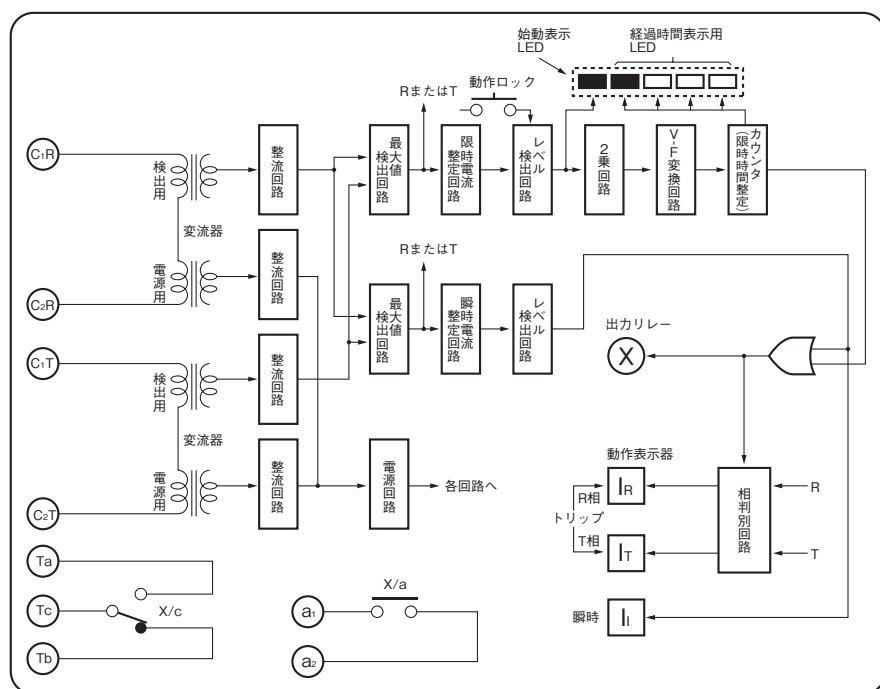 始動表示
LED
経過時間表示用
LED
RまたはT
動作ロック
C1R
検出用
整流回路
最大値
検出回路
限時電流
整定回路
レベル
検出回路
2乗回路
V-F変換回路
カウンタ
(限時時間整定)
変流器
電源用
整流回路
RまたはT
C2R
最大値
検出回路
瞬時電流
整定回路
レベル
検出回路
出力リレー
X
C1T
検出用
整流回路
変流器
電源用
整流回路
電源回路
各回路へ
C2T
動作表示器
R相
IR
トリップ
T相
IT
相判別回路
R
T
瞬時
II
Ta
Tc
X/c
Tb
X/a
a1
a2